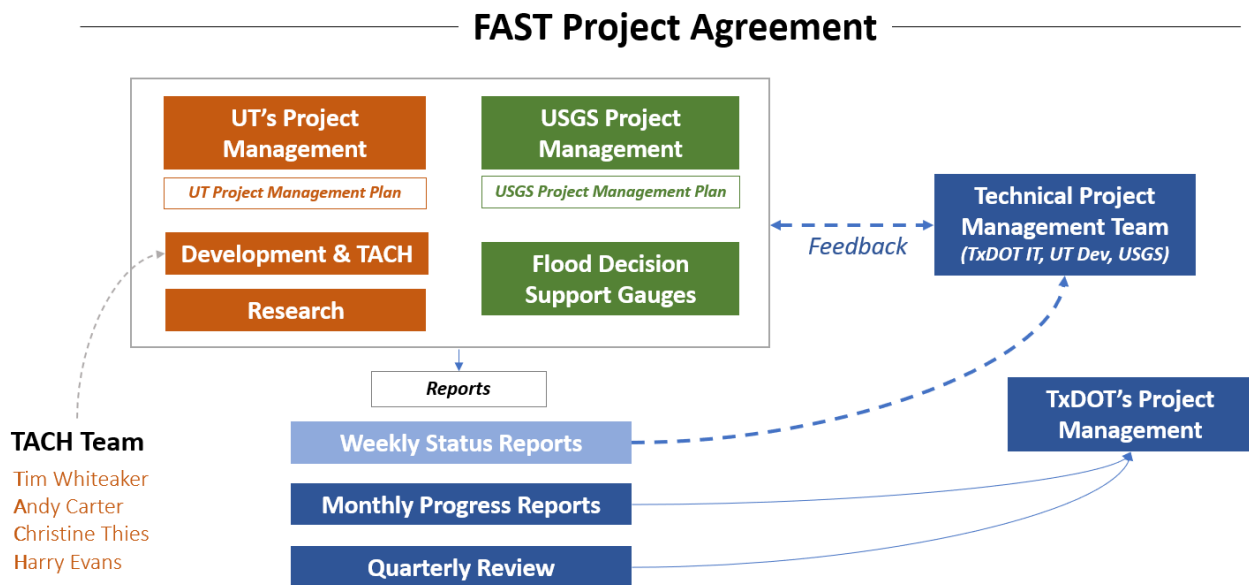 FAST Project Agreement
UT's Project
Management
UT Project Management Plan
Development & TACH
Research
USGS Project
Management
USGS Project Management Plan
Flood Decision
Support Gauges
Feedback
Technical Project
Management Team
(TxDOT IT, UT Dev, USGS)
Reports
TxDOT's Project
Management
Weekly Status Reports
Monthly Progress Reports
Quarterly Review
TACH Team
Tim Whiteaker
Andy Carter
Christine Thies
Harry Evans